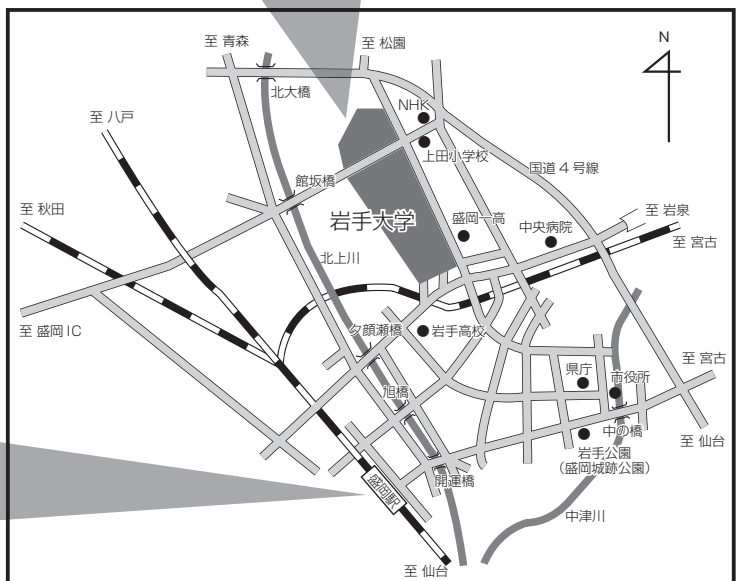 至 青森
至 松園
N
北大橋
NHK
至 八戸
上田小学校
国道 4 号線
館坂橋
至 秋田
至 岩泉
岩手大学
盛岡一高
中央病院
至 宮古
北上川
至 盛岡 IC
夕顔瀬橋
岩手高校
至 宮古
県庁
市役所
旭橋
中の橋
至 仙台
岩手公園
(盛岡城跡公園)
開運橋
盛岡駅
中津川
至 仙台